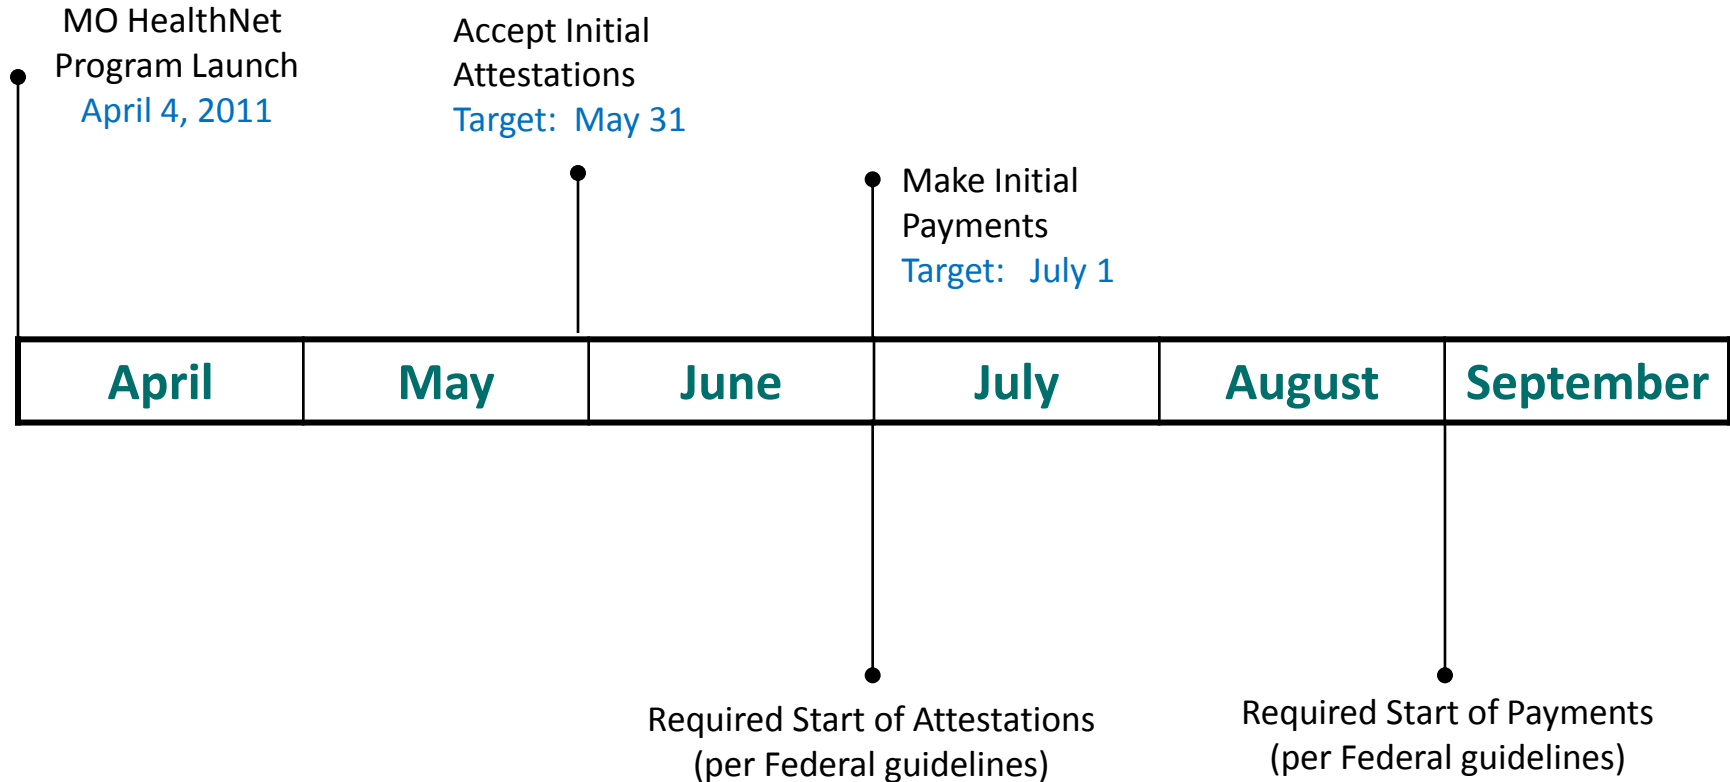 MO HealthNet
Program Launch
April 4, 2011
Accept Initial
Attestations
Target:  May 31
Make Initial
Payments
Target:   July 1
April
May
June
July
August
September
Required Start of Attestations
(per Federal guidelines)
Required Start of Payments
(per Federal guidelines)